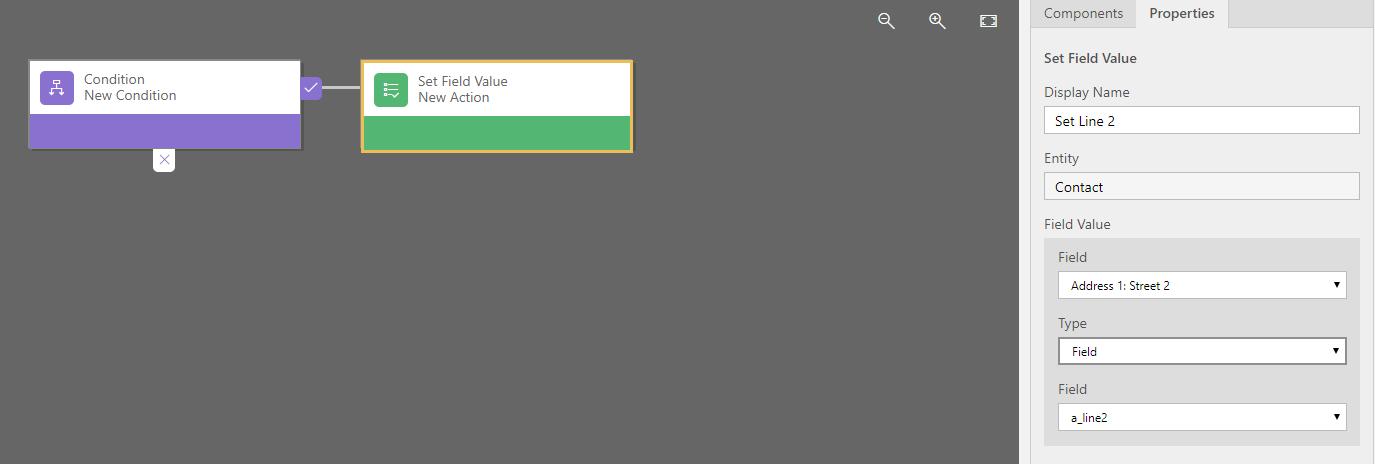 Components
Properties
Condition
New Condition
Set Field Value
New Action
Set Field Value
Display Name
Set Line 2
Entity
Contact
Field Value
Field
Address 1: Street 2
Type
Field
Field
a_line2